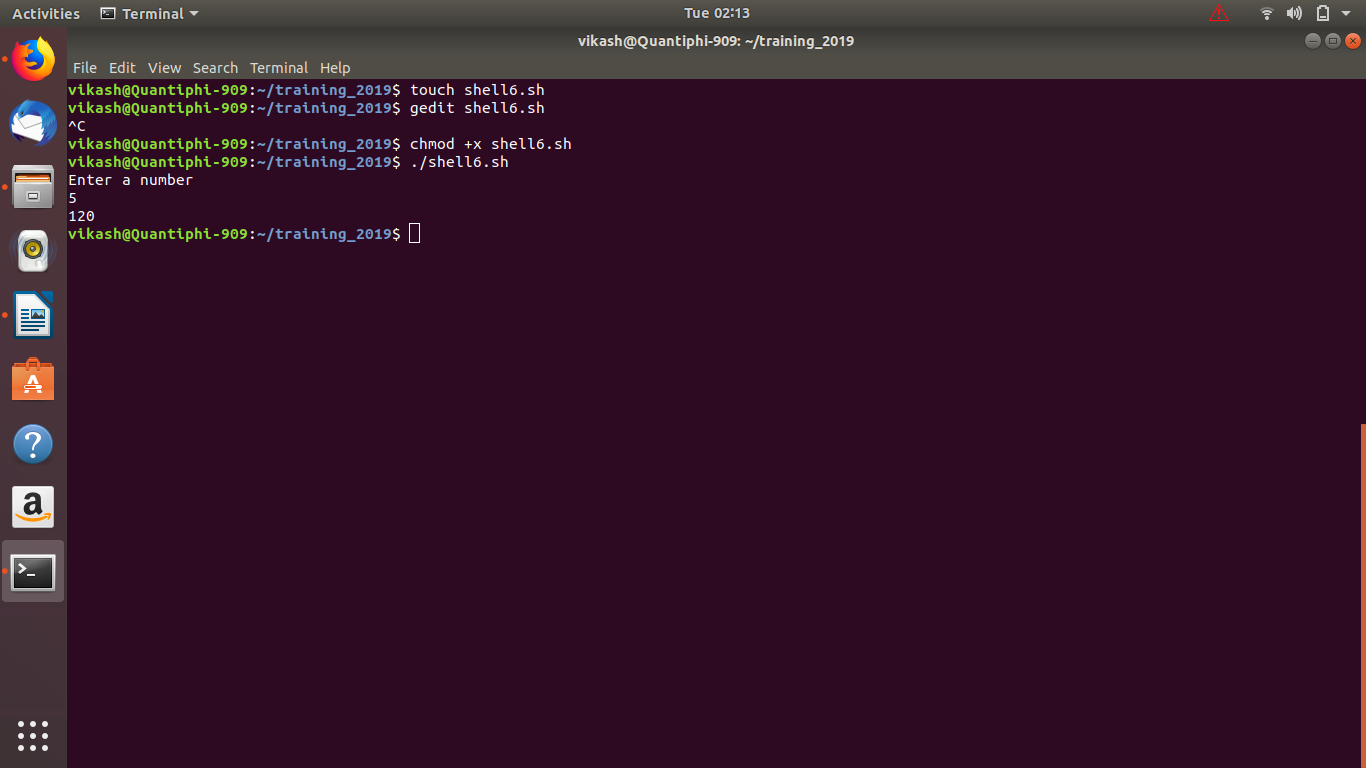 Activities Terminal Tue 02:13
vikash@Quantiphi-909: ~/training_2019
File Edit View Search Terminal Help
vikash@Quantiphi-909:~/training_2019$ touch shell6.sh
vikash@Quantiphi-909:~/training_2019$ gedit shell6.sh
^C
vikash@Quantiphi-909:~/training_2019$ chmod +x shell6.sh
vikash@Quantiphi-909:~/training_2019$ ./shell6.sh
Enter a number
5
120
vikash@Quantiphi-909:~/training_2019$